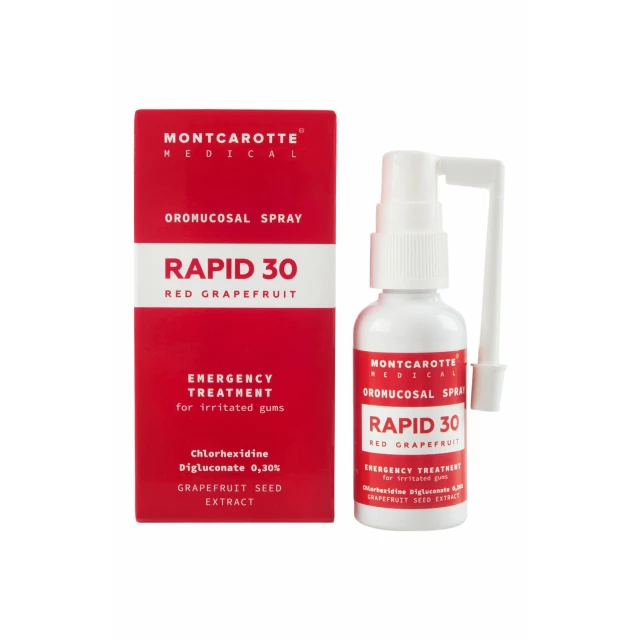 MONTCAROTTE
MEDICAL
OROMUCOSAL SPRAY
RAPID 30
RED GRAPEFRUIT
EMERGENCY
TREATMENT
for irritated gums
Chlorhexidine
Digluconate 0,30%
GRAPEFRUIT SEED
EXTRACT
MONTCAROTTE
MEDICAL
OROMUCOSAL SPRAY
RAPID 30
RED GRAPEFRUIT
EMERGENCY TREATMENT
for irritated gums
Chlorhexidine Digluconate 0,30%
GRAPEFRUIT SEED EXTRACT